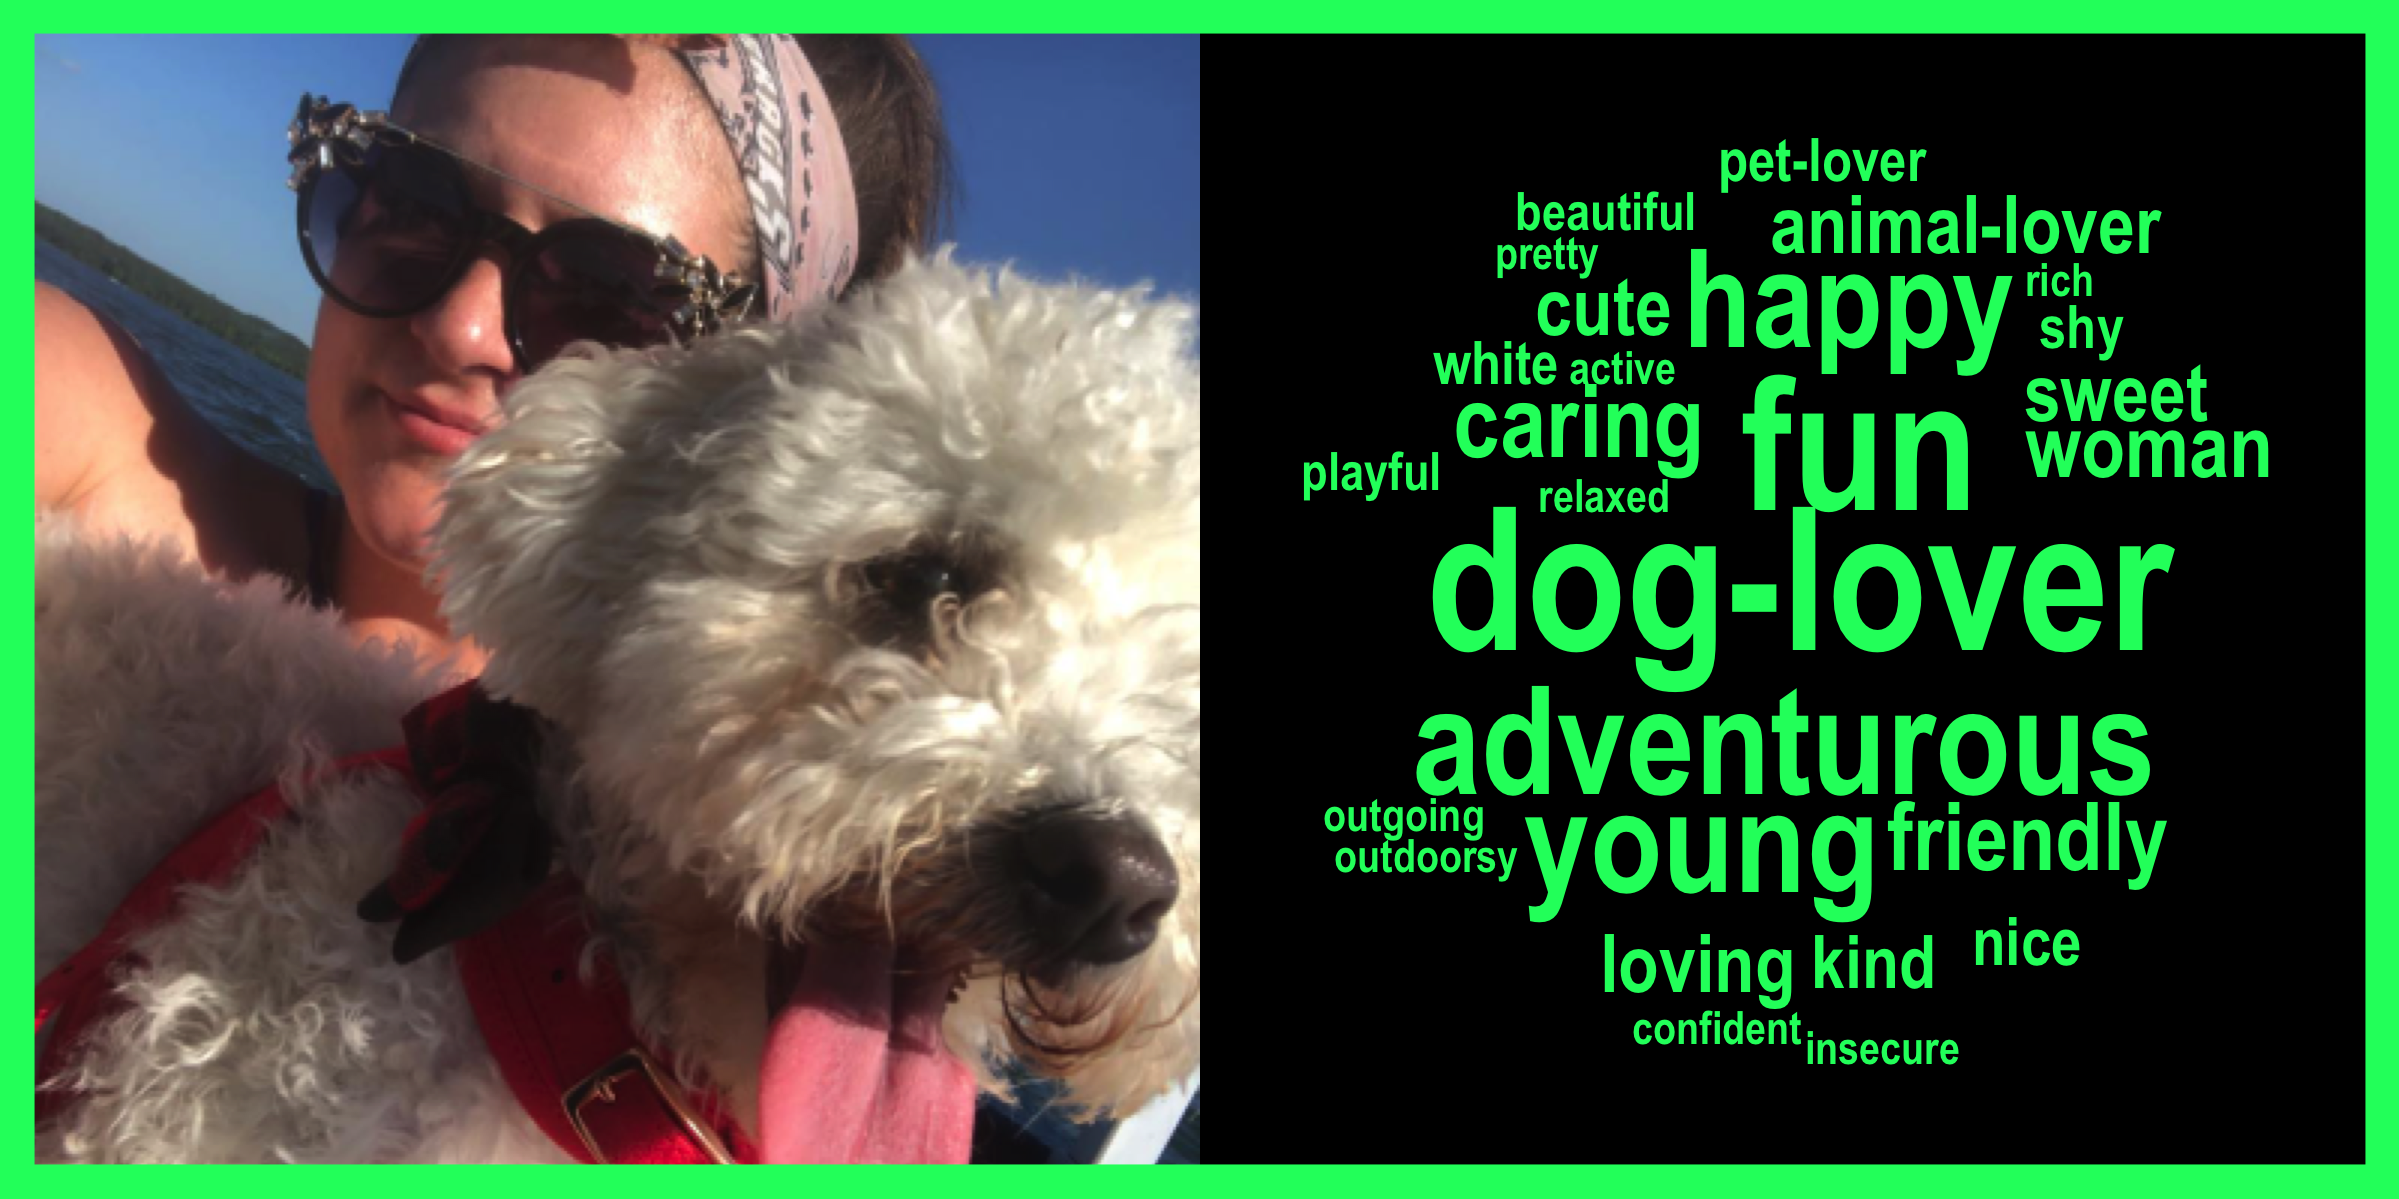 pet-lover
beautiful
animal-lover
pretty
happy
rich
cute
shy
white
active
sweet
caring
fun
woman
playful
relaxed
dog-lover
adventurous
outgoing
young
friendly
outdoorsy
nice
loving
kind
confident
insecure